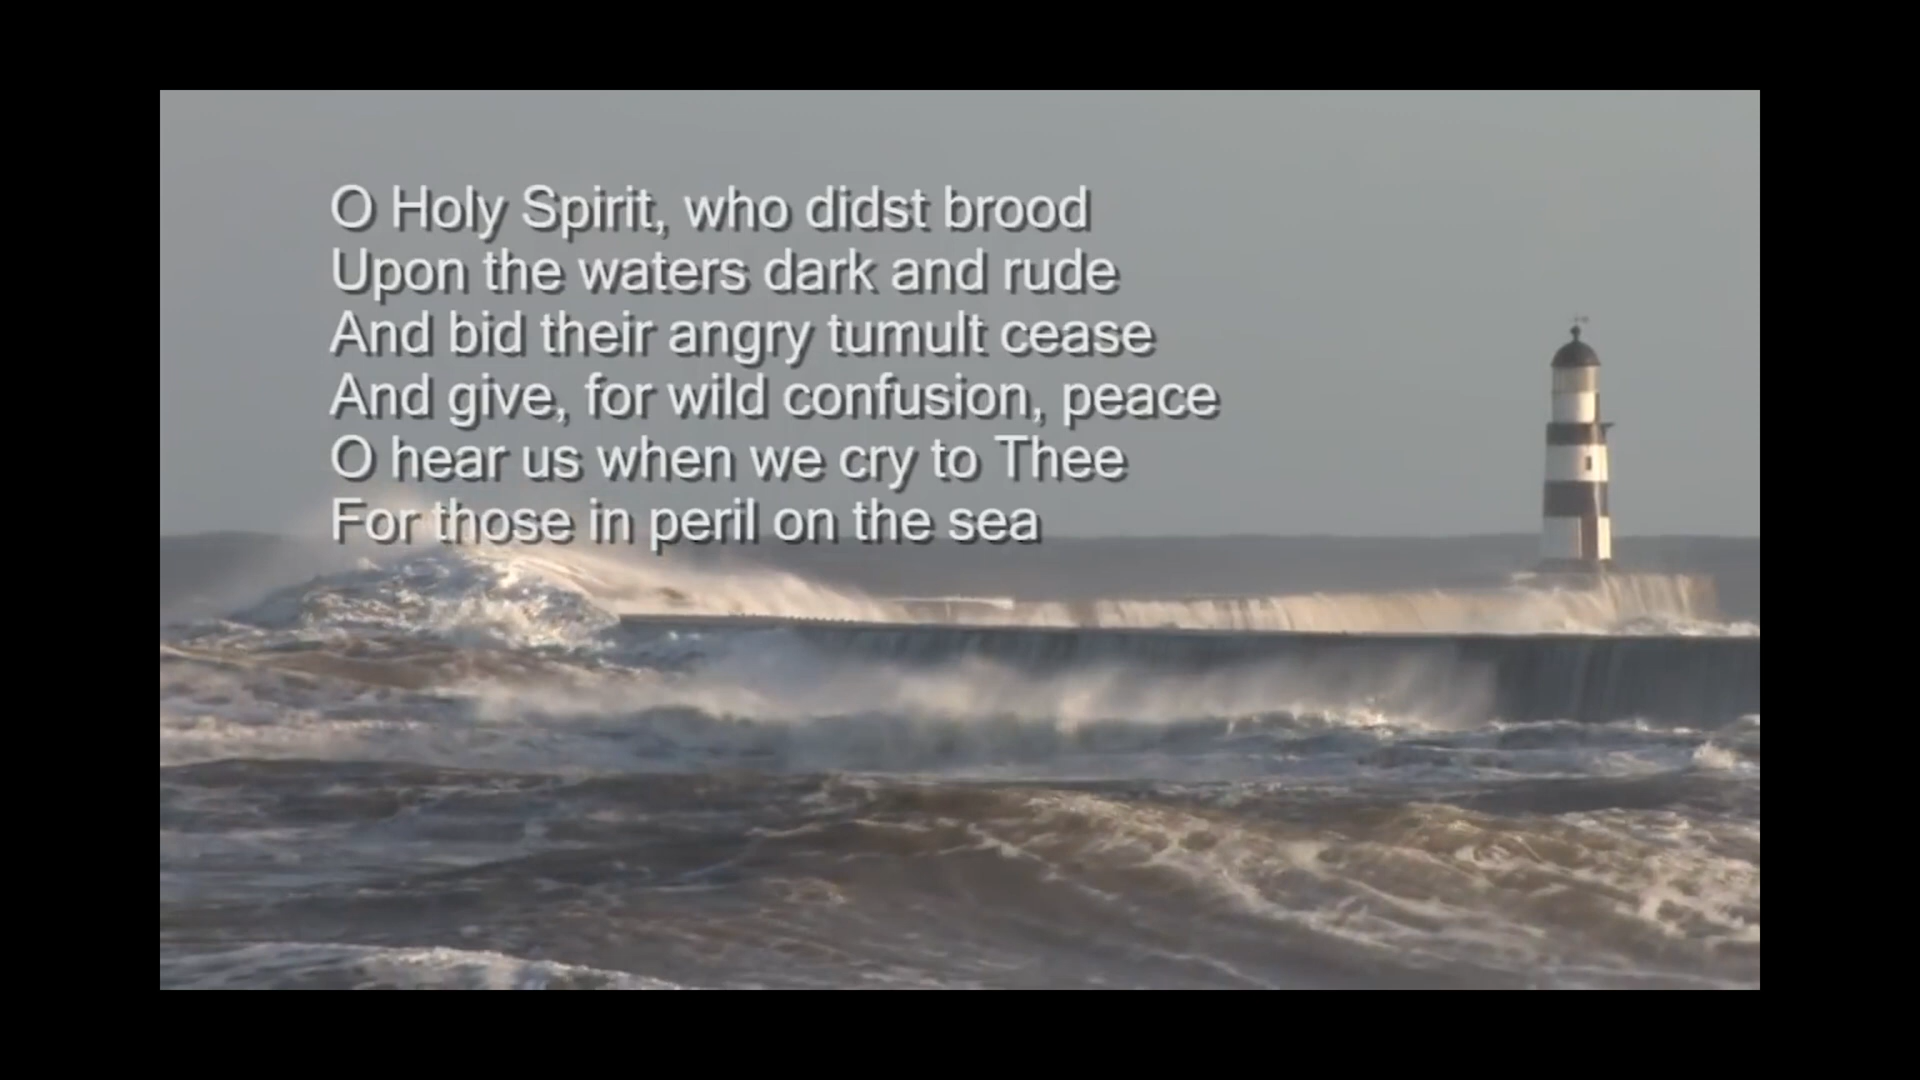 O Holy Spirit, who didst brood
Upon the waters dark and rude
And bid their angry tumult cease
And give, for wild confusion, peace
O hear us when we cry to Thee
For those in peril on the sea